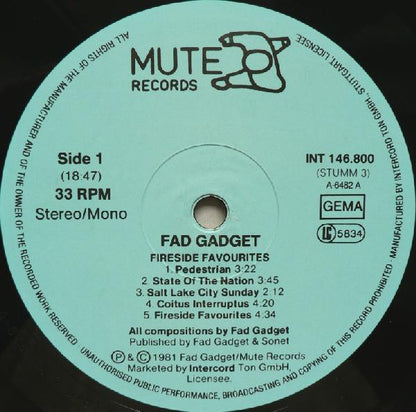 MUTE
RECORDS
Side 1
(18:47)
33 RPM
Stereo/Mono
INT 146.800
(STUMM 3)
A-6482 A
GEMA
LC 5834
FAD GADGET
FIRESIDE FAVOURITES
1. Pedestrian 3:22
2. State Of The Nation 3:45
3. Salt Lake City Sunday 2.12
4. Coitus Interruptus 4.20
5. Fireside Favourites 4.34
All compositions by Fad Gadget
Published by Fad Gadget & Sonet
Ⓟ & © 1981 Fad Gadget/Mute Records
Marketed by Intercord Ton GmbH,
Licensee.
ALL RIGHTS OF THE MANUFACTURER AND OF THE OWNER OF THE RECORDED WORK RESERVED · UNAUTHORISED PUBLIC PERFORMANCE, BROADCASTING AND COPYING OF THIS RECORD PROHIBITED · MANUFACTURED BY INTERCORD TON GMBH, STUTTGART, LICENSEE.